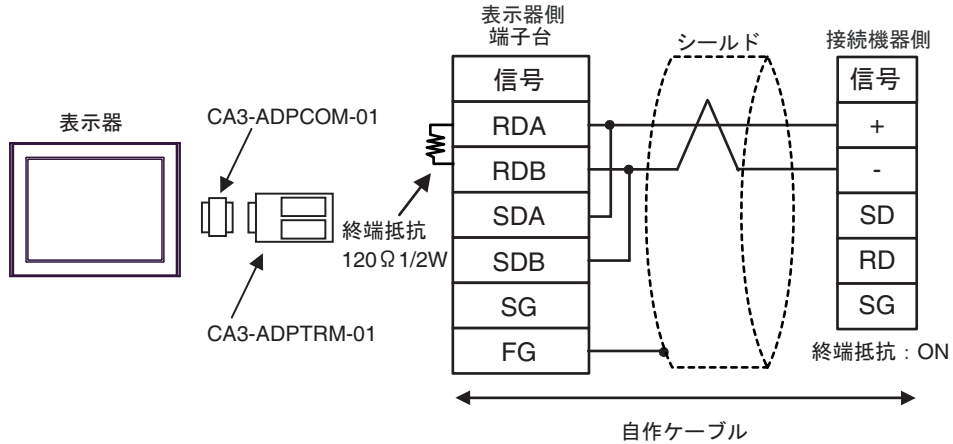 表示器
CA3-ADPCOM-01
CA3-ADPTRM-01
終端抵抗
120Ω 1/2W
表示器側
端子台
信号
RDA
RDB
SDA
SDB
SG
FG
シールド
接続機器側
信号
+
-
SD
RD
SG
終端抵抗：ON
自作ケーブル